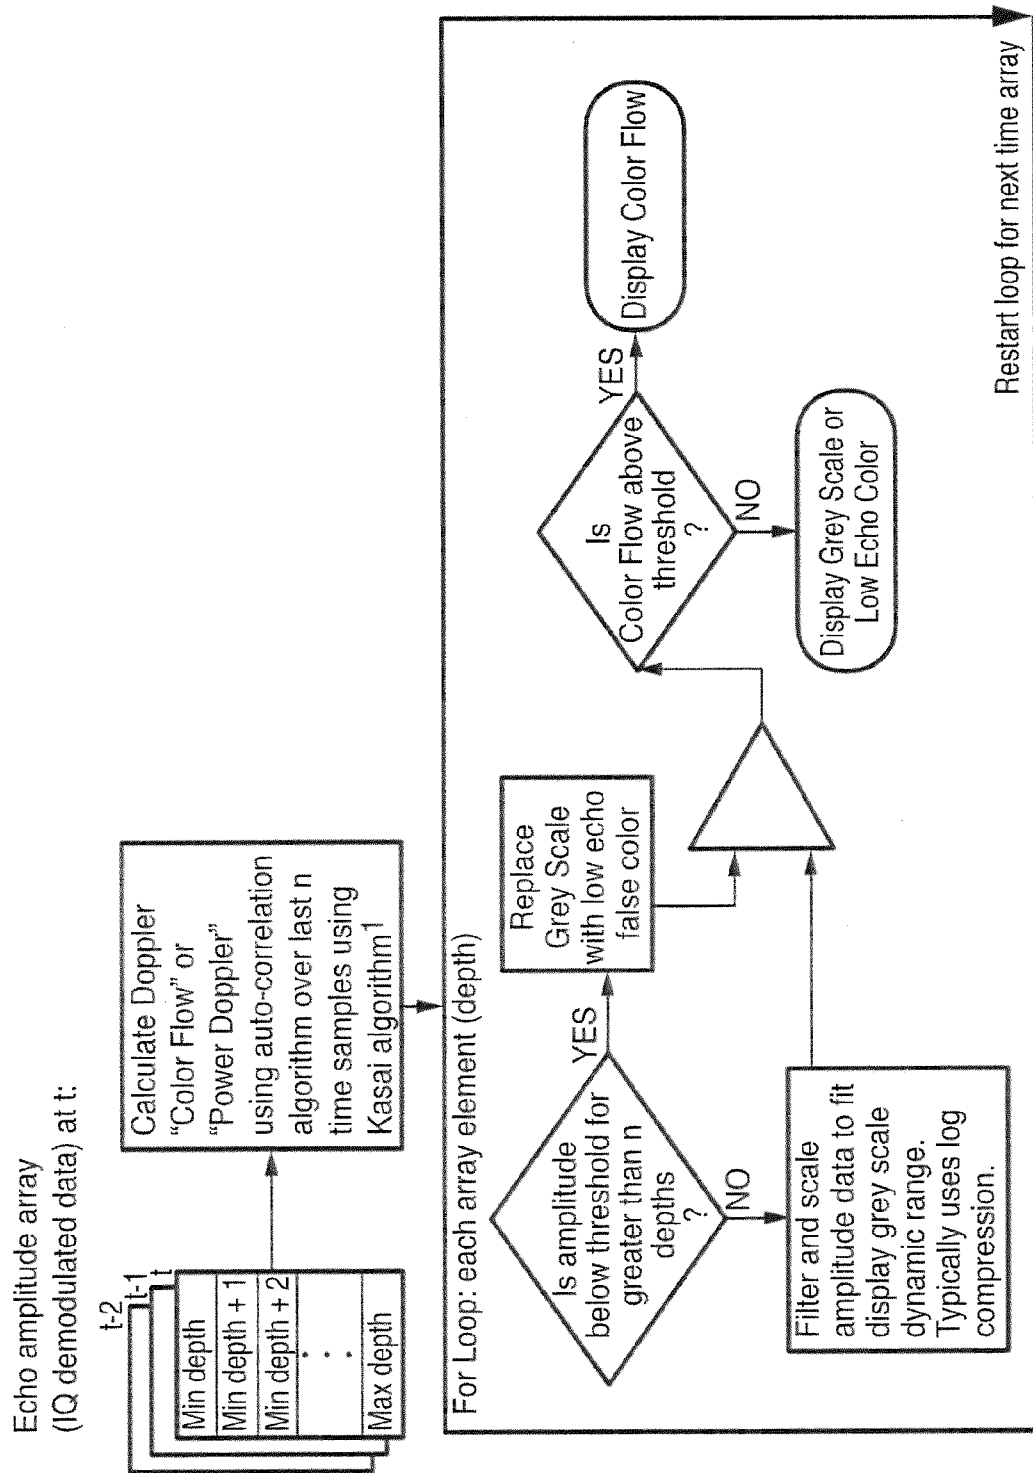 Echo amplitude array
(IQ demodulated data) at t:
t-2
t-1
t
Min depth
Min depth + 1
Min depth + 2
Max depth
Calculate Doppler
“Color Flow” or
“Power Doppler”
using auto-correlation
algorithm over last n
time samples using
Kasai algorithm1
For Loop: each array element (depth)
Is amplitude
below threshold for
greater than n
depths
?
YES
NO
Replace
Grey Scale
with low echo
false color
Filter and scale
amplitude data to fit
display grey scale
dynamic range.
Typically uses log
compression.
Is
Color Flow above
threshold
?
YES
NO
Display Color Flow
Display Grey Scale or
Low Echo Color
Restart loop for next time array